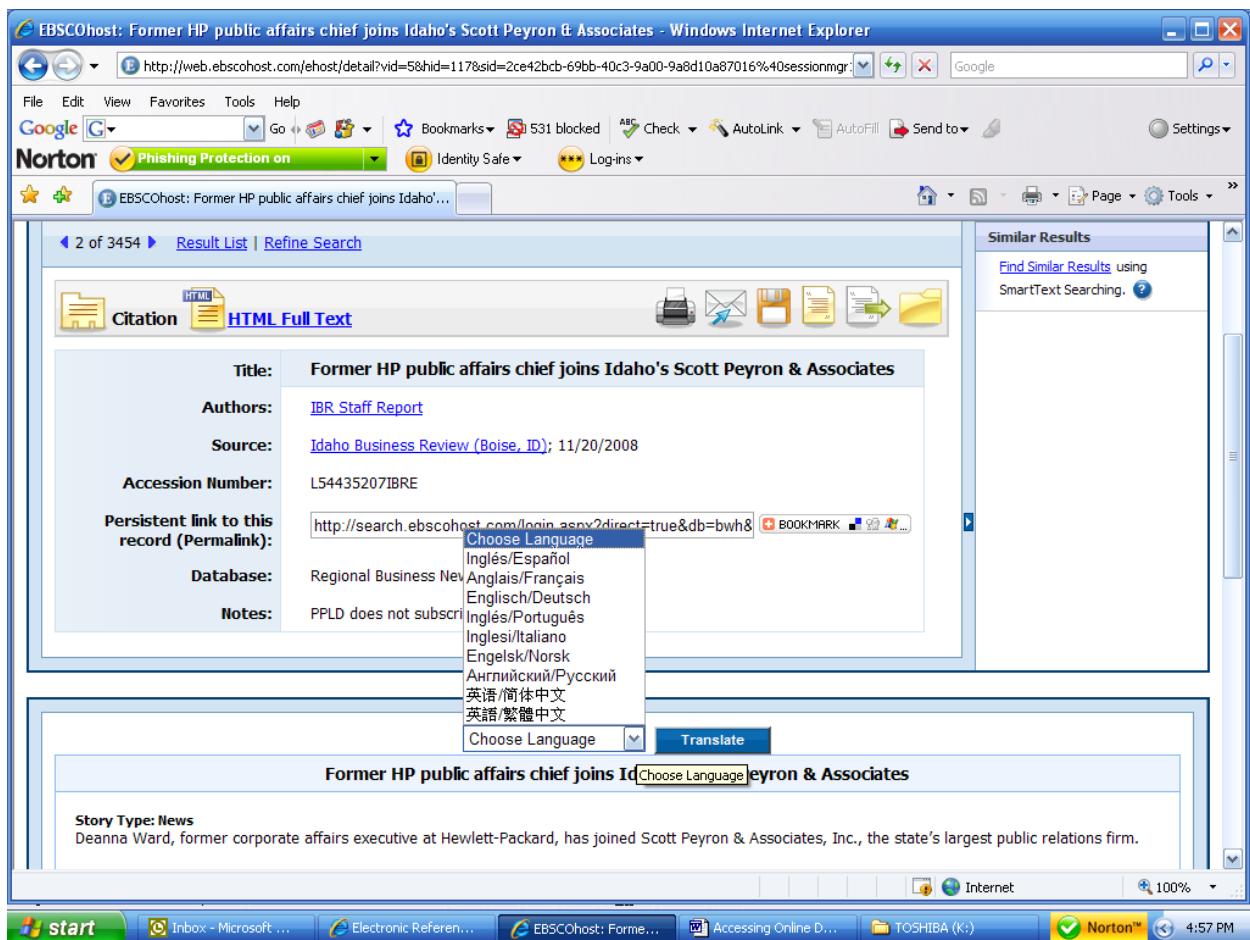 EBSCOhost: Former HP public affairs chief joins Idaho's Scott Peyron & Associates - Windows Internet Explorer
http://web.ebscohost.com/ehost/detail?vid=5&hid=117&sid=2ce42bcb-69bb-40c3-9a00-9a8d10a87016%40sessionmgr
Google
File Edit View Favorites Tools Help
Google G Go Bookmarks 531 blocked ABC Check AutoLink AutoFill Send to Settings
Norton Phishing Protection on Identity Safe Log-ins
EBSCOhost: Former HP public affairs chief joins Idaho'... Page Tools »
2 of 3454 Result List | Refine Search
Similar Results
Find Similar Results using
SmartText Searching. ?
Citation HTML HTML Full Text
Title: Former HP public affairs chief joins Idaho's Scott Peyron & Associates
Authors: IBR Staff Report
Source: Idaho Business Review (Boise, ID); 11/20/2008
Accession Number: L54435207IBRE
Persistent link to this
record (Permalink):
http://search.ebscohost.com/login.aspx?direct=true&db=bwh& BOOKMARK
Database: Regional Business New
Notes: PPLD does not subscri
Choose Language
Inglés/Español
Anglais/Français
Englisch/Deutsch
Inglés/Português
Inglesi/Italiano
Engelsk/Norsk
Английский/Русский
英语/简体中文
英語/繁體中文
Choose Language Translate
Former HP public affairs chief joins Id Choose Language eyron & Associates
Story Type: News
Deanna Ward, former corporate affairs executive at Hewlett-Packard, has joined Scott Peyron & Associates, Inc., the state's largest public relations firm.
Internet 100%
start Inbox - Microsoft ... Electronic Referen... EBSCOhost: Forme... Accessing Online D... TOSHIBA (K:) Norton™ 4:57 PM